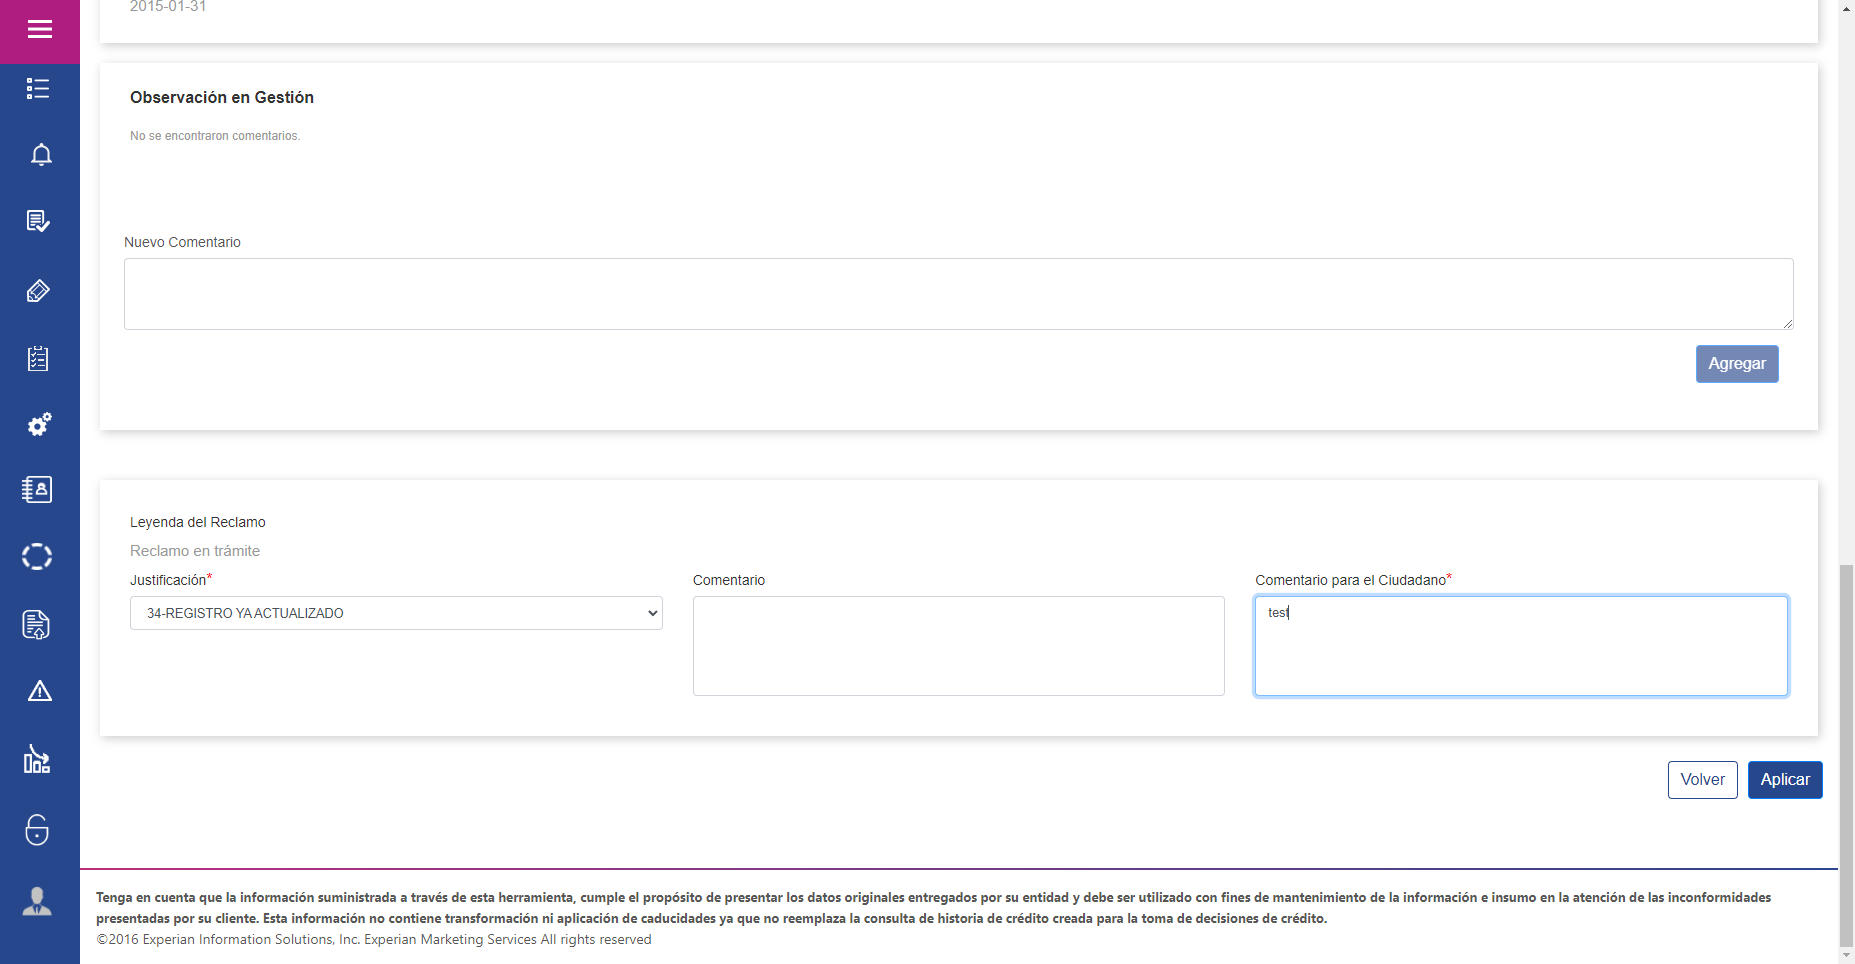 2015-01-31
Observación en Gestión
No se encontraron comentarios.
Nuevo Comentario
Agregar
Leyenda del Reclamo
Reclamo en trámite
Justificación*
34-REGISTRO YA ACTUALIZADO
Comentario
Comentario para el Ciudadano*
test
Volver
Aplicar
Tenga en cuenta que la información suministrada a través de esta herramienta, cumple el propósito de presentar los datos originales entregados por su entidad y debe ser utilizado con fines de mantenimiento de la información e insumo en la atención de las inconformidades
presentadas por su cliente. Esta información no contiene transformación ni aplicación de caducidades ya que no reemplaza la consulta de historia de crédito creada para la toma de decisiones de crédito.
©2016 Experian Information Solutions, Inc. Experian Marketing Services All rights reserved